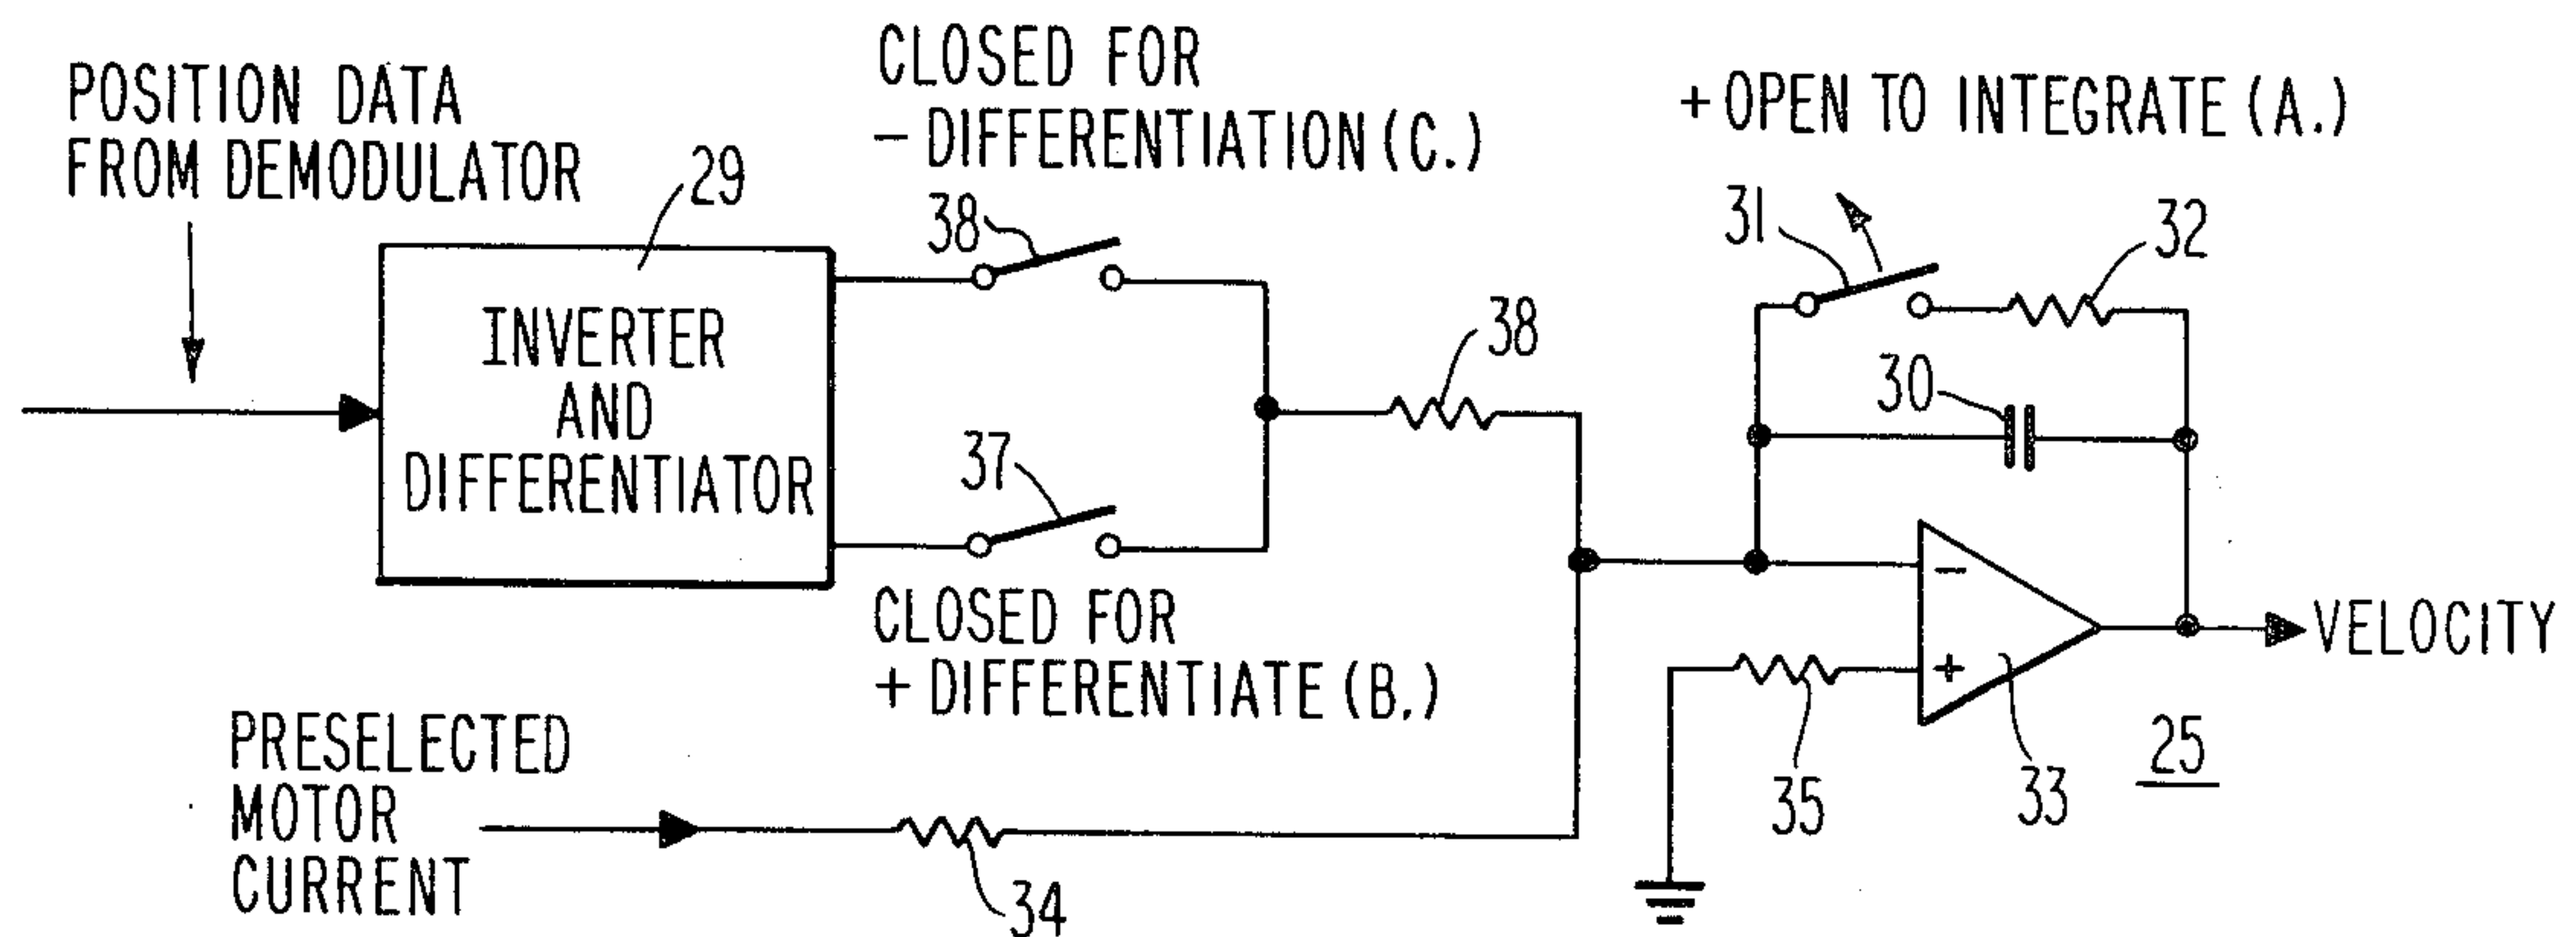 POSITION DATA
FROM DEMODULATOR
29
INVERTER
AND
DIFFERENTIATOR
CLOSED FOR
- DIFFERENTIATION (C.)
38
37
CLOSED FOR
+ DIFFERENTIATE (B.)
38
PRESELECTED
MOTOR
CURRENT
34
+ OPEN TO INTEGRATE (A.)
31
32
30
-
+
35
33
25
VELOCITY